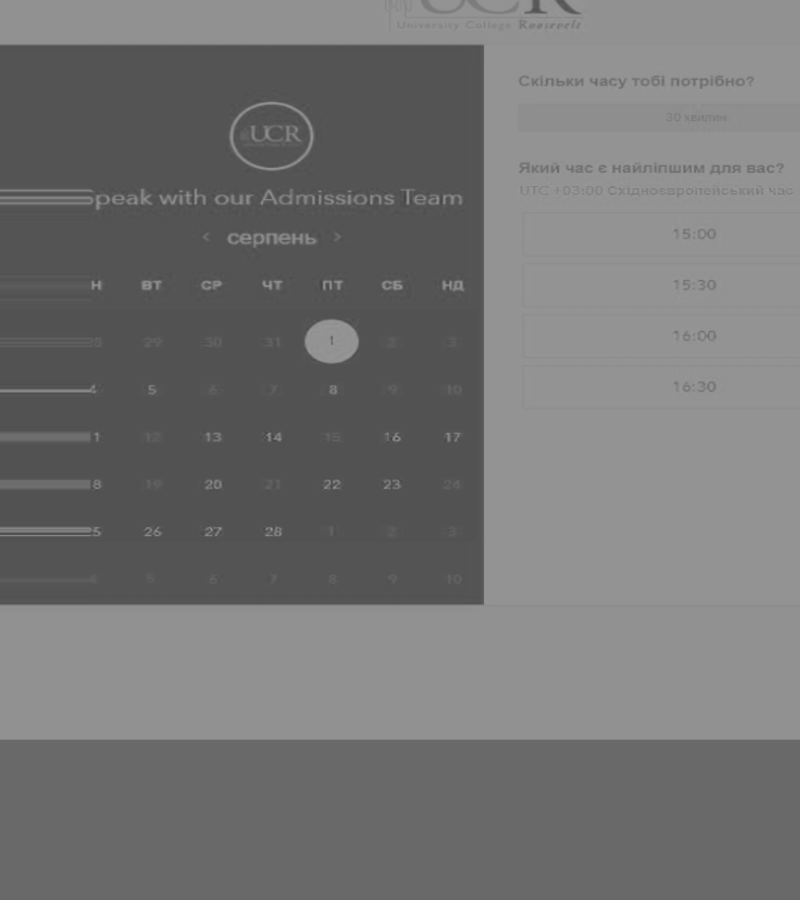 University College Roosevelt
UCR
peak with our Admissions Team
< серпень >
Н ВТ СР ЧТ ПТ СБ НД
29 30 31 1 2 3
4 5 6 7 8 9 10
1 12 13 14 15 16 17
8 19 20 21 22 23 24
5 26 27 28 1 2 3
5 6 7 8 9 10
Скільки часу тобі потрібно?
30 хвилин
Який час є найліпшим для вас?
UTC +03:00 Східноєвропейський час
15:00
15:30
16:00
16:30